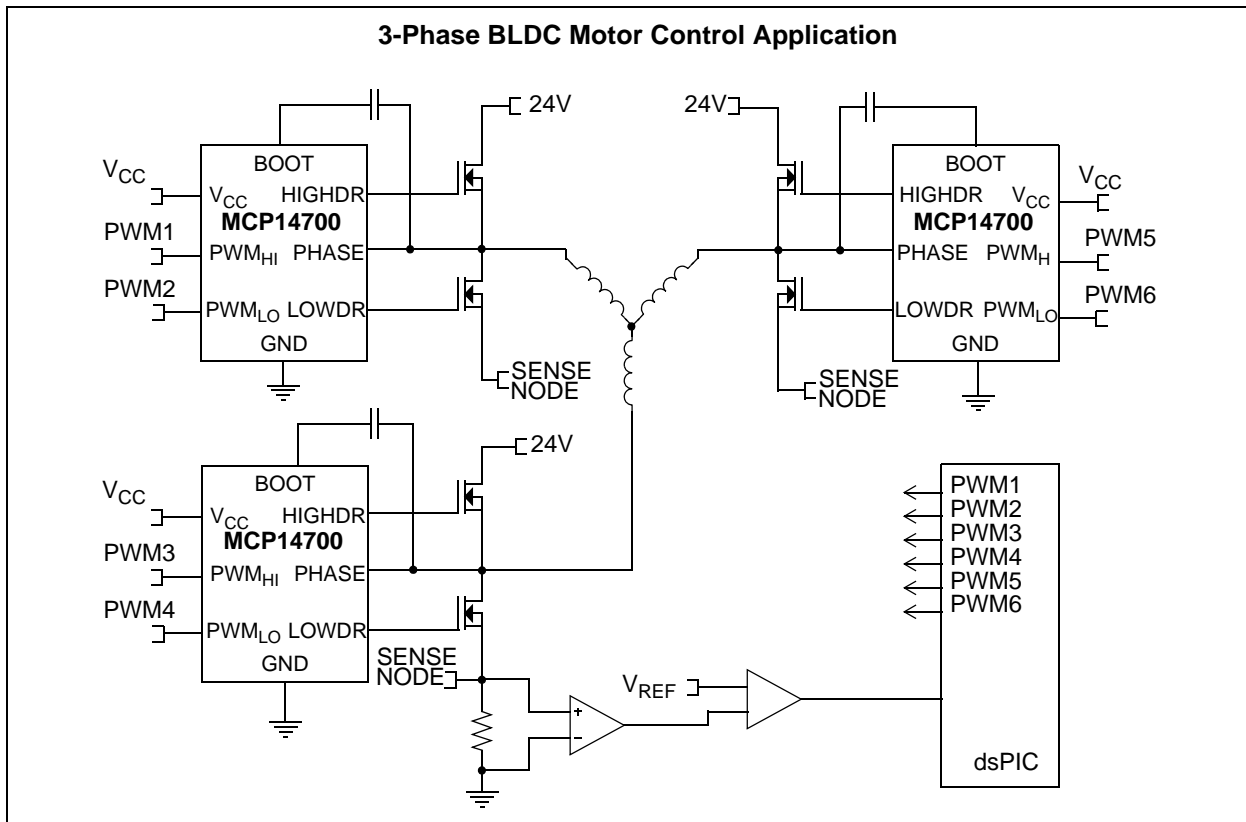 3-Phase BLDC Motor Control Application
24V
BOOT
VCC
VCC
HIGHDR
MCP14700
PWM1
PWMHI
PHASE
PWM2
PWMLO
LOWDR
GND
SENSE
NODE
24V
BOOT
HIGHDR
VCC
VCC
MCP14700
PWM5
PHASE
PWMH
PWM6
LOWDR
PWMLO
GND
SENSE
NODE
24V
BOOT
VCC
VCC
HIGHDR
MCP14700
PWM3
PWMHI
PHASE
PWM4
PWMLO
LOWDR
GND
SENSE
NODE
+
−
VREF
PWM1
PWM2
PWM3
PWM4
PWM5
PWM6
dsPIC